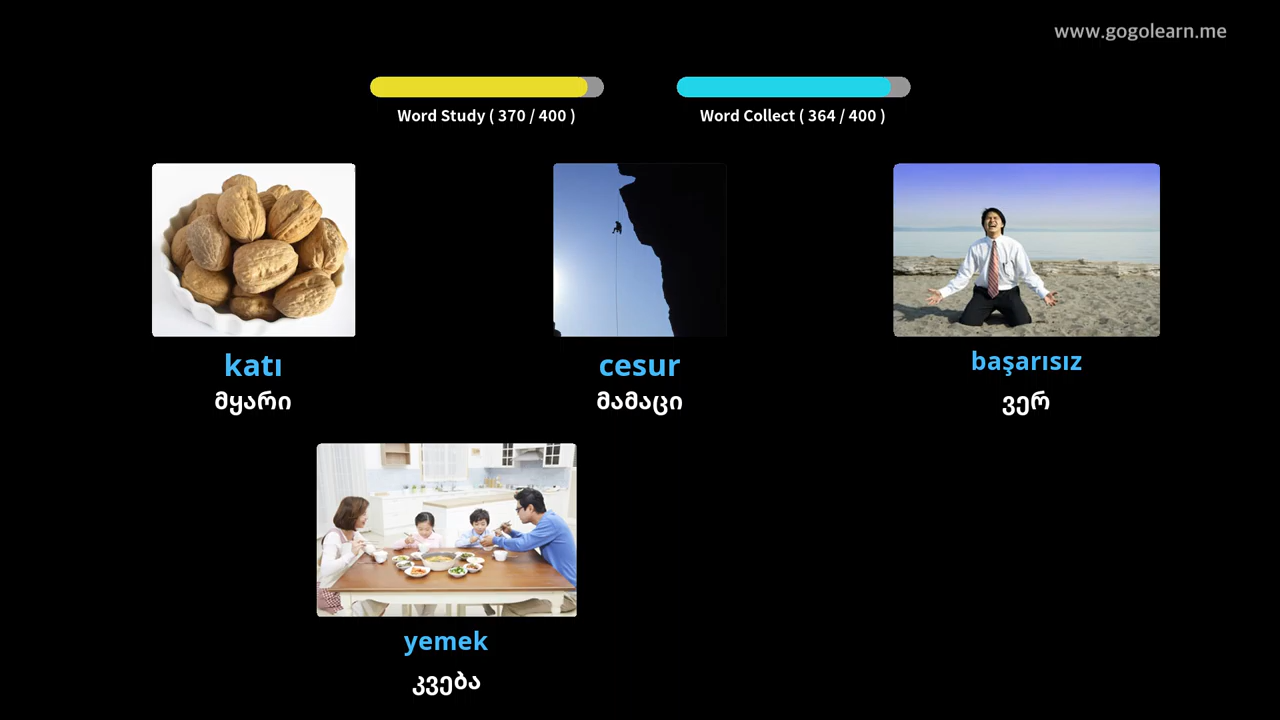 www.gogolearn.me
Word Study ( 370 / 400 )
Word Collect ( 364 / 400 )
katı
მყარი
cesur
მამაცი
başarısız
ვერ
yemek
კვება